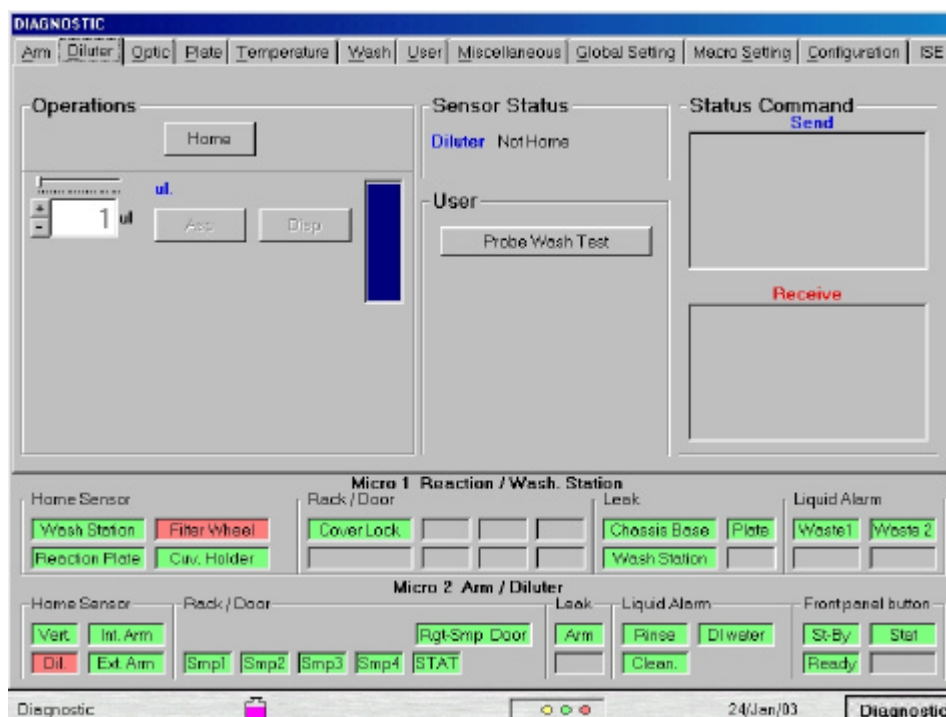 DIAGNOSTIC
Arm Diluter Optic Plate Temperature Wash User Miscellaneous Global Setting Macro Setting Configuration ISE
Operations
Home
ul.
1 ul
Asp Disp
Sensor Status
Diluter Not Home
User
Probe Wash Test
Status Command
Send
Receive
Micro 1 Reaction / Wash. Station
Home Sensor Rack / Door Leak Liquid Alarm
Wash Station Filter Wheel Cover Lock Chassis Base Plate Waste1 Waste 2
Reaction Plate Cuv. Holder Wash Station
Micro 2 Arm / Diluter
Home Sensor Rack / Door Leak Liquid Alarm Front panel button
Vert. Int. Arm Rgt-Smp Door Arm Rinse DI water St-By Stat
Dil. Ext. Arm Smp1 Smp2 Smp3 Smp4 STAT Clean. Ready
Diagnostic 24/Jan/03 Diagnostic